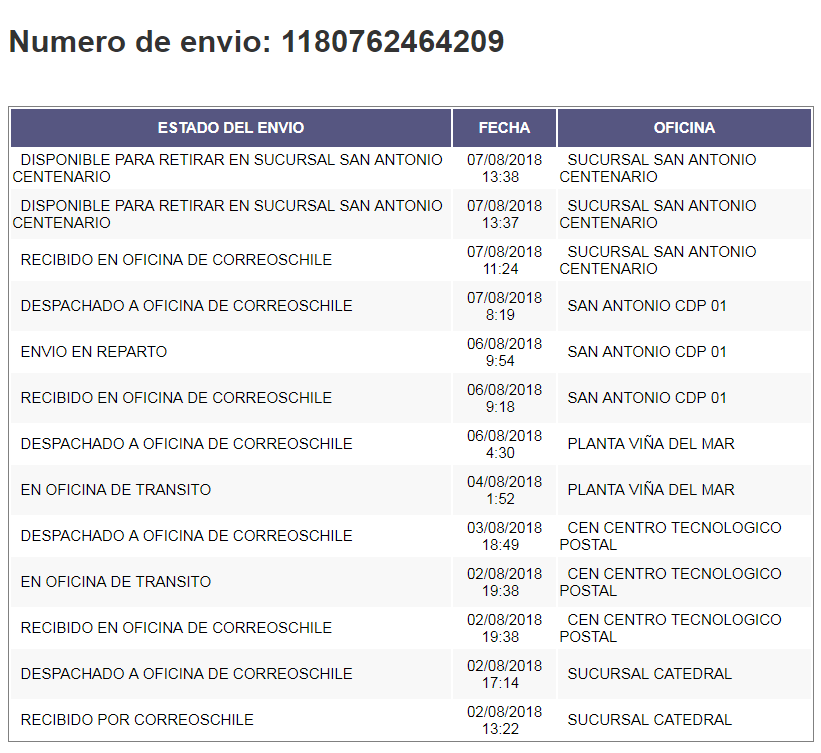 Numero de envio: 1180762464209
ESTADO DEL ENVIO FECHA OFICINA
DISPONIBLE PARA RETIRAR EN SUCURSAL SAN ANTONIO CENTENARIO 07/08/2018 13:38 SUCURSAL SAN ANTONIO CENTENARIO
DISPONIBLE PARA RETIRAR EN SUCURSAL SAN ANTONIO CENTENARIO 07/08/2018 13:37 SUCURSAL SAN ANTONIO CENTENARIO
RECIBIDO EN OFICINA DE CORREOSCHILE 07/08/2018 11:24 SUCURSAL SAN ANTONIO CENTENARIO
DESPACHADO A OFICINA DE CORREOSCHILE 07/08/2018 8:19 SAN ANTONIO CDP 01
ENVIO EN REPARTO 06/08/2018 9:54 SAN ANTONIO CDP 01
RECIBIDO EN OFICINA DE CORREOSCHILE 06/08/2018 9:18 SAN ANTONIO CDP 01
DESPACHADO A OFICINA DE CORREOSCHILE 06/08/2018 4:30 PLANTA VIÑA DEL MAR
EN OFICINA DE TRANSITO 04/08/2018 1:52 PLANTA VIÑA DEL MAR
DESPACHADO A OFICINA DE CORREOSCHILE 03/08/2018 18:49 CEN CENTRO TECNOLOGICO POSTAL
EN OFICINA DE TRANSITO 02/08/2018 19:38 CEN CENTRO TECNOLOGICO POSTAL
RECIBIDO EN OFICINA DE CORREOSCHILE 02/08/2018 19:38 CEN CENTRO TECNOLOGICO POSTAL
DESPACHADO A OFICINA DE CORREOSCHILE 02/08/2018 17:14 SUCURSAL CATEDRAL
RECIBIDO POR CORREOSCHILE 02/08/2018 13:22 SUCURSAL CATEDRAL